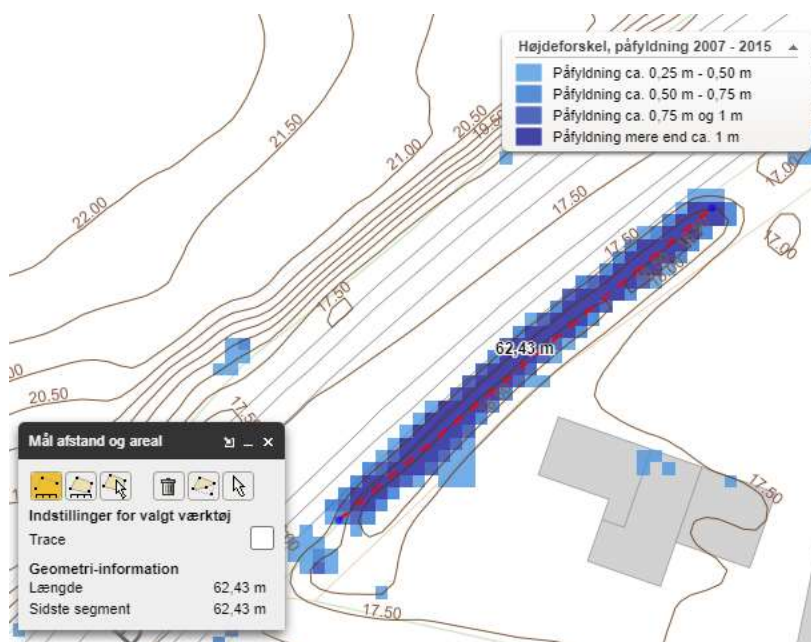 Højdeforskel, påfyldning 2007 - 2015
Påfyldning ca. 0,25 m - 0,50 m
Påfyldning ca. 0,50 m - 0,75 m
Påfyldning ca. 0,75 m og 1 m
Påfyldning mere end ca. 1 m
20.50
19.50
21.00
21.50
22.00
17.00
17.50
17.50
17.00
17.50
62,43 m
20.50
17.50
17.50
17.50
Mål afstand og areal
Indstillinger for valgt værktøj
Trace
Geometri-information
Længde 62,43 m
Sidste segment 62,43 m